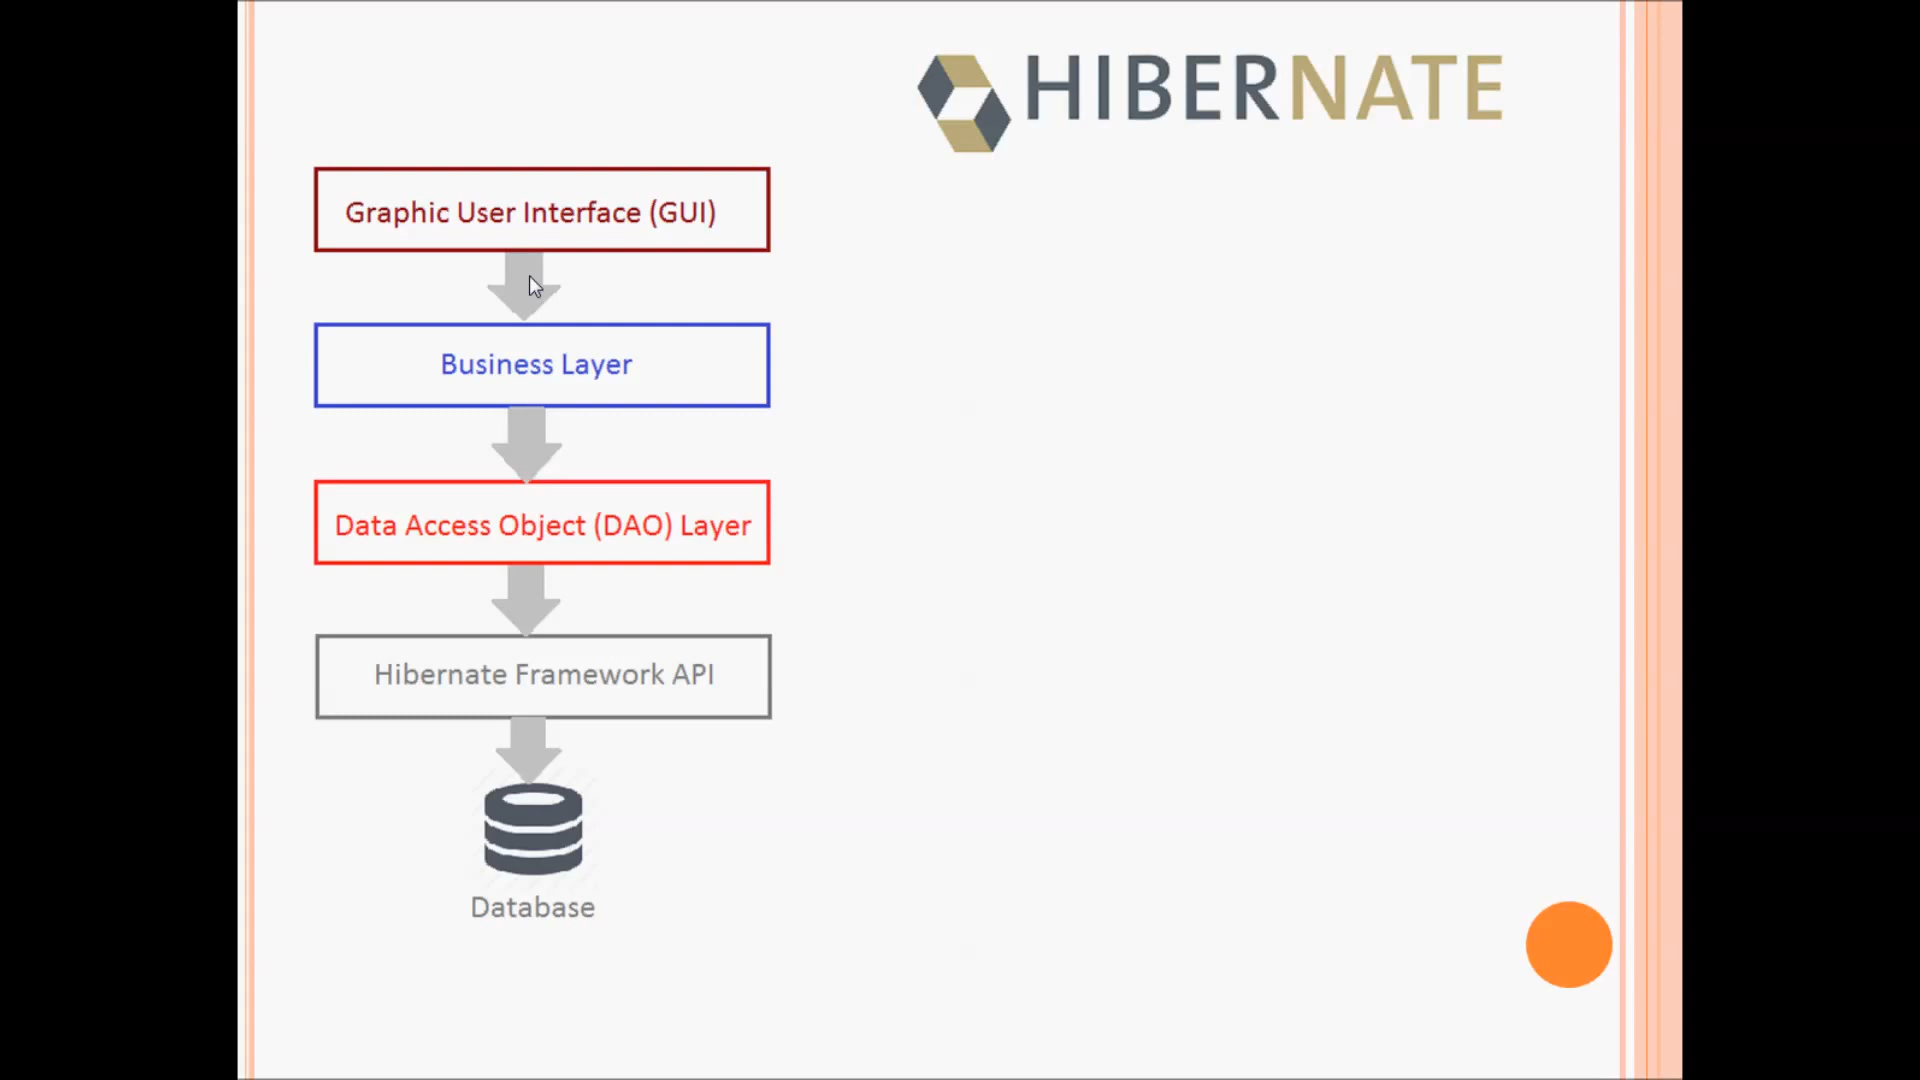 HIBERNATE
Graphic User Interface (GUI)
Business Layer
Data Access Object (DAO) Layer
Hibernate Framework API
Database